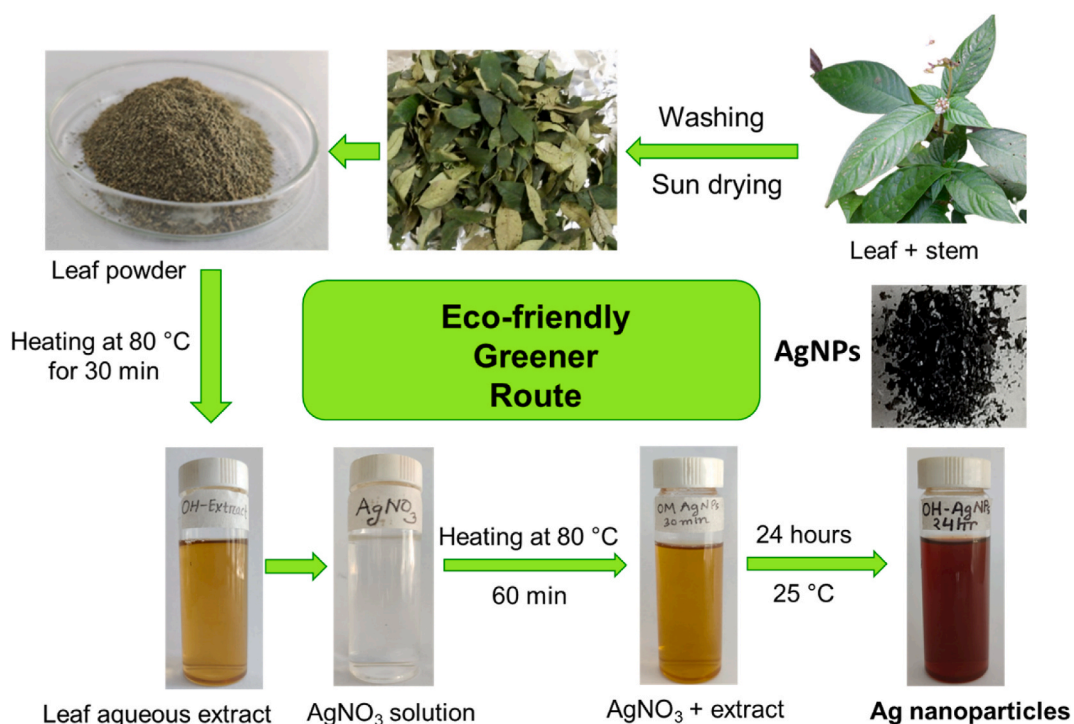 Washing
Sun drying
Leaf + stem
Leaf powder
Heating at 80 °C
for 30 min
Eco-friendly
Greener
Route
AgNPs
OH-Extract
AgNO₃
Heating at 80 °C
60 min
OM AgNPs
30 min
24 hours
25 °C
OH-AgNPs
24hr
Leaf aqueous extract
AgNO₃ solution
AgNO₃ + extract
Ag nanoparticles